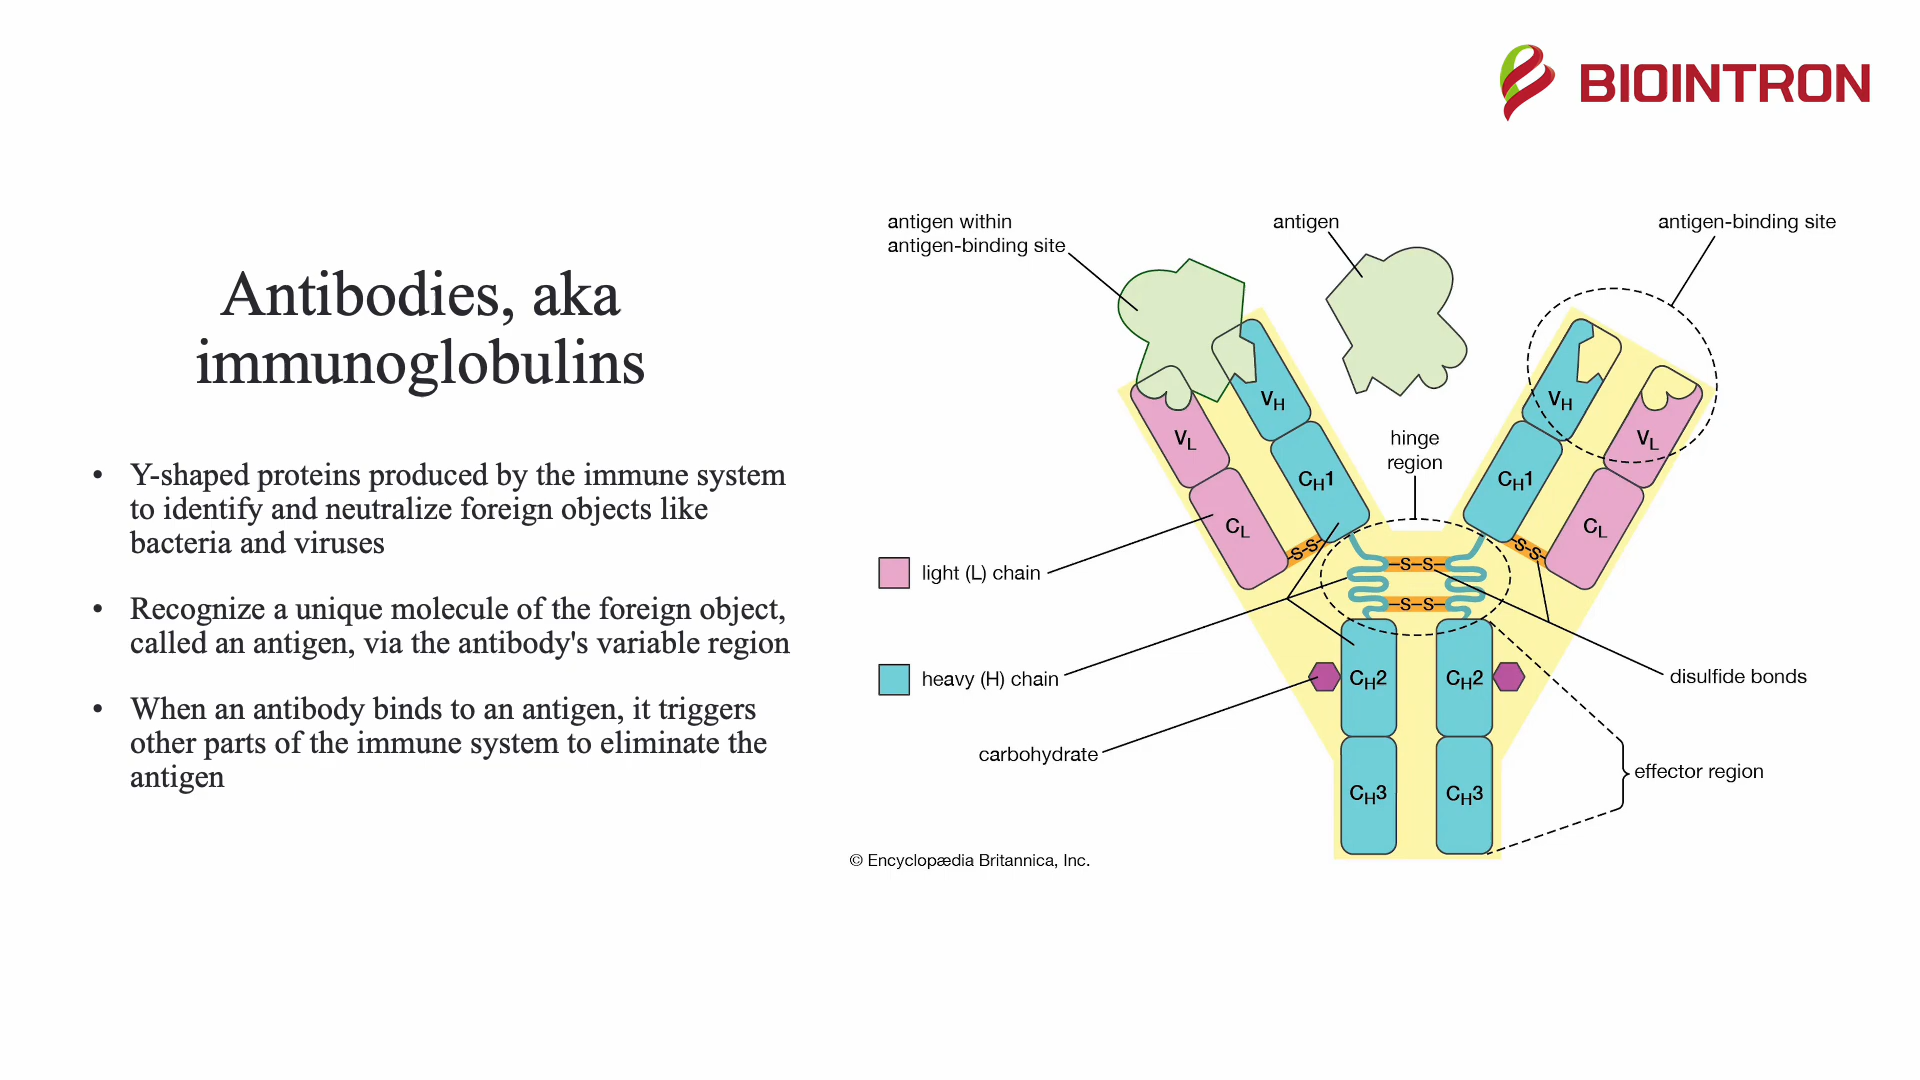 BIOINTRON
Antibodies, aka
immunoglobulins
• Y-shaped proteins produced by the immune system
to identify and neutralize foreign objects like
bacteria and viruses
• Recognize a unique molecule of the foreign object,
called an antigen, via the antibody's variable region
• When an antibody binds to an antigen, it triggers
other parts of the immune system to eliminate the
antigen
antigen within
antigen-binding site
antigen
antigen-binding site
VH
VH
VL
VL
hinge
region
CH1
CH1
CL
CL
-S-S-
-S-S-
-S-S-
-S-S-
light (L) chain
heavy (H) chain
CH2
CH2
disulfide bonds
carbohydrate
effector region
CH3
CH3
© Encyclopædia Britannica, Inc.